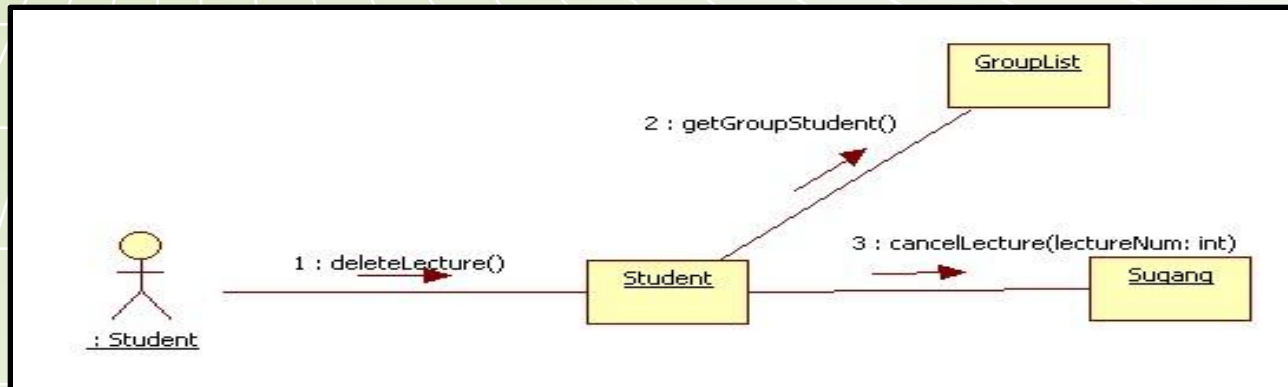 GroupList
2 : getGroupStudent()
3 : cancelLecture(lectureNum: int)
1 : deleteLecture()
Student
Sugang
: Student